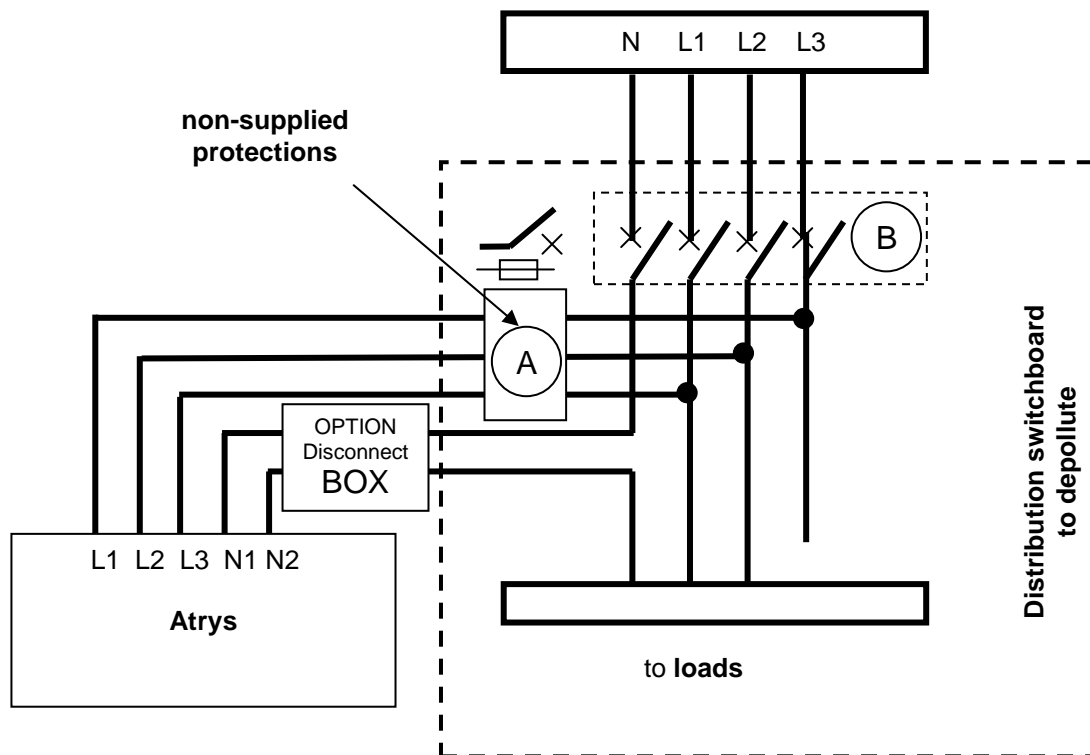 N L1 L2 L3
non-supplied
protections
B
A
OPTION
Disconnect
BOX
L1 L2 L3 N1 N2
Atrys
to loads
Distribution switchboard
to depollute